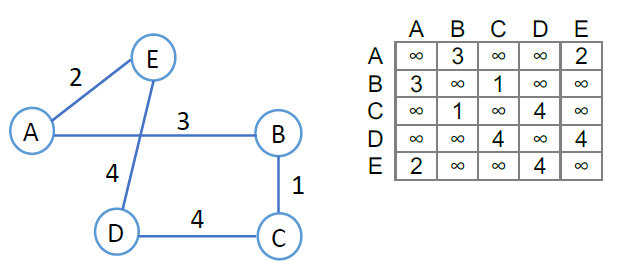 E
2
A
3
B
4
1
4
D
C
A B C D E
A ∞ 3 ∞ ∞ 2
B 3 ∞ 1 ∞ ∞
C ∞ 1 ∞ 4 ∞
D ∞ ∞ 4 ∞ 4
E 2 ∞ ∞ 4 ∞